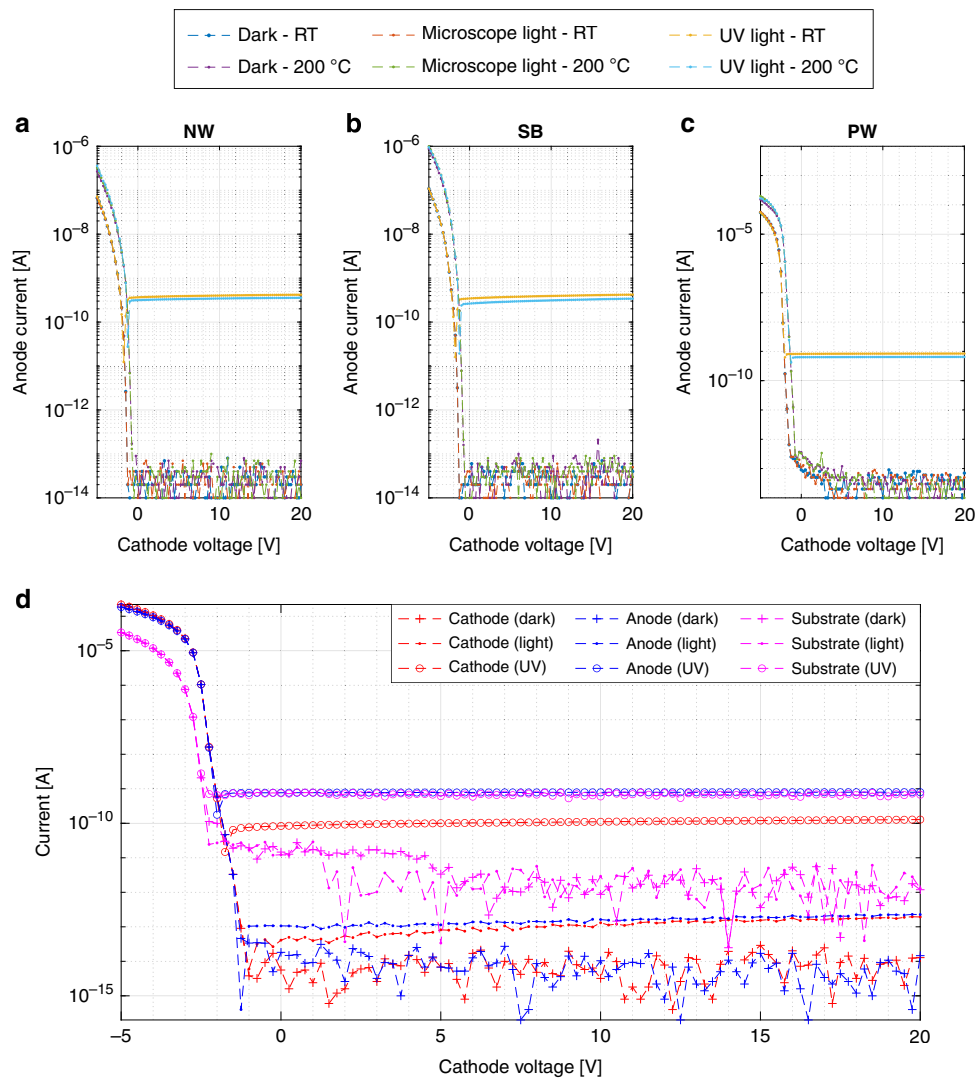 Dark - RT Microscope light - RT UV light - RT
Dark - 200 °C Microscope light - 200 °C UV light - 200 °C
a NW b SB c PW
10⁻⁶ 10⁻⁶
10⁻⁸ 10⁻⁸ 10⁻⁵
10⁻¹⁰ 10⁻¹⁰ 10⁻¹⁰
10⁻¹² 10⁻¹²
10⁻¹⁴ 10⁻¹⁴
Anode current [A] Anode current [A] Anode current [A]
0 10 20 0 10 20 0 10 20
Cathode voltage [V] Cathode voltage [V] Cathode voltage [V]
d
Cathode (dark) Anode (dark) Substrate (dark)
Cathode (light) Anode (light) Substrate (light)
Cathode (UV) Anode (UV) Substrate (UV)
10⁻⁵
10⁻¹⁰
10⁻¹⁵
Current [A]
−5 0 5 10 15 20
Cathode voltage [V]